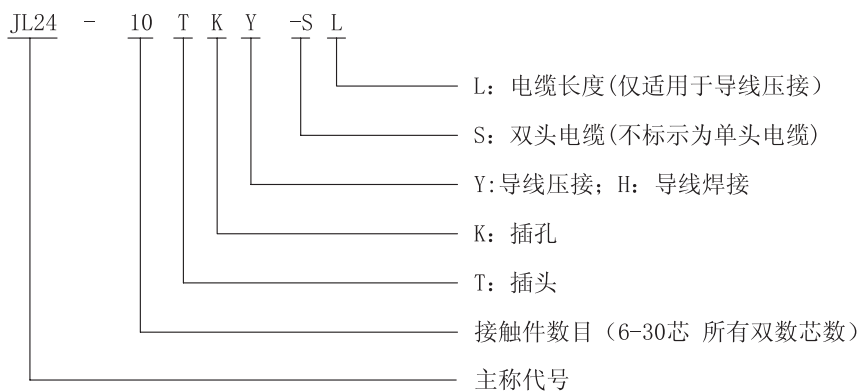 JL24 - 10 T K Y -S L
L: 电缆长度(仅适用于导线压接)
S: 双头电缆(不标示为单头电缆)
Y:导线压接; H: 导线焊接
K: 插孔
T: 插头
接触件数目（6-30芯 所有双数芯数）
主称代号